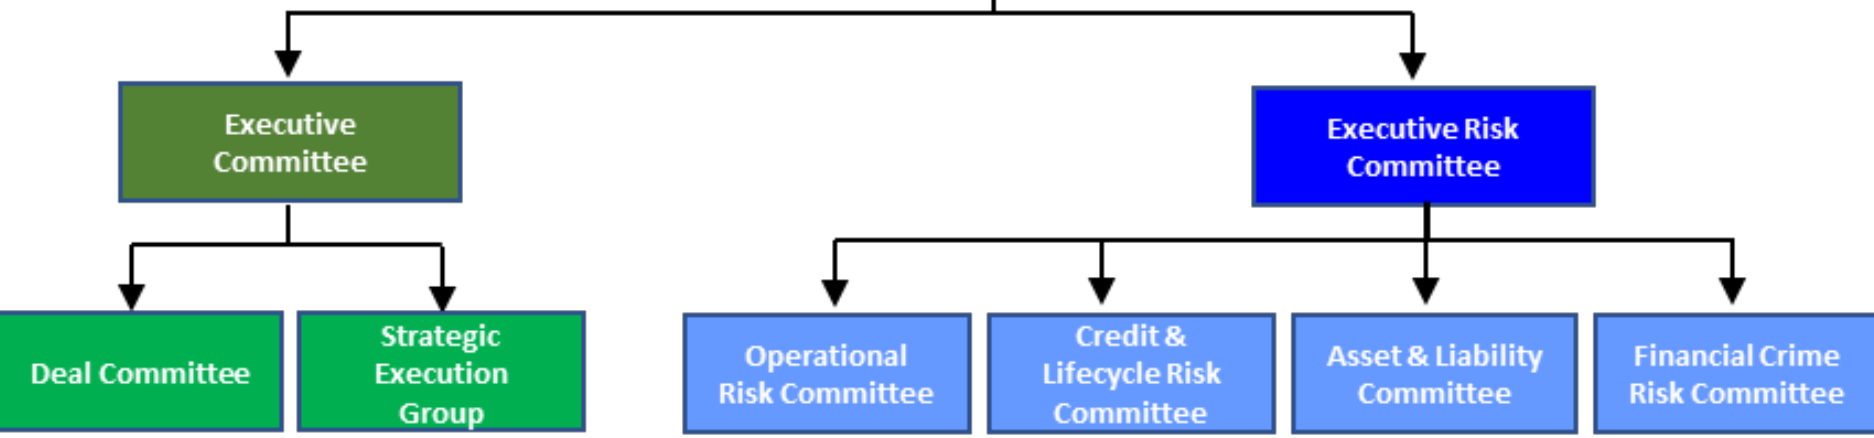 Executive
Committee
Executive Risk
Committee
Deal Committee
Strategic
Execution
Group
Operational
Risk Committee
Credit &
Lifecycle Risk
Committee
Asset & Liability
Committee
Financial Crime
Risk Committee